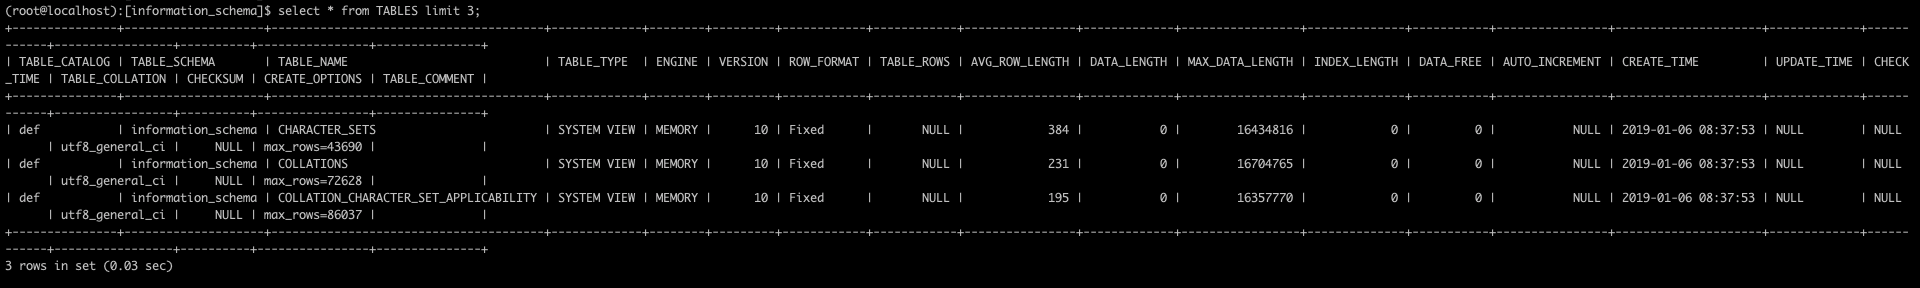 (root@localhost):[information_schema]$ select * from TABLES limit 3;
+---------------+--------------------+---------------------------------------+-------------+--------+---------+------------+------------+----------------+-------------+-----------------+--------------+-----------+----------------+---------------------+-------------+------
------+-----------------+----------+----------------+---------------+
| TABLE_CATALOG | TABLE_SCHEMA       | TABLE_NAME                            | TABLE_TYPE  | ENGINE | VERSION | ROW_FORMAT | TABLE_ROWS | AVG_ROW_LENGTH | DATA_LENGTH | MAX_DATA_LENGTH | INDEX_LENGTH | DATA_FREE | AUTO_INCREMENT | CREATE_TIME         | UPDATE_TIME | CHECK
_TIME | TABLE_COLLATION | CHECKSUM | CREATE_OPTIONS | TABLE_COMMENT |
+---------------+--------------------+---------------------------------------+-------------+--------+---------+------------+------------+----------------+-------------+-----------------+--------------+-----------+----------------+---------------------+-------------+------
------+-----------------+----------+----------------+---------------+
| def           | information_schema | CHARACTER_SETS                        | SYSTEM VIEW | MEMORY |      10 | Fixed      |       NULL |            384 |           0 |        16434816 |            0 |         0 |           NULL | 2019-01-06 08:37:53 | NULL        | NULL
      | utf8_general_ci |     NULL | max_rows=43690 |               |
| def           | information_schema | COLLATIONS                            | SYSTEM VIEW | MEMORY |      10 | Fixed      |       NULL |            231 |           0 |        16704765 |            0 |         0 |           NULL | 2019-01-06 08:37:53 | NULL        | NULL
      | utf8_general_ci |     NULL | max_rows=72628 |               |
| def           | information_schema | COLLATION_CHARACTER_SET_APPLICABILITY | SYSTEM VIEW | MEMORY |      10 | Fixed      |       NULL |            195 |           0 |        16357770 |            0 |         0 |           NULL | 2019-01-06 08:37:53 | NULL        | NULL
      | utf8_general_ci |     NULL | max_rows=86037 |               |
+---------------+--------------------+---------------------------------------+-------------+--------+---------+------------+------------+----------------+-------------+-----------------+--------------+-----------+----------------+---------------------+-------------+------
------+-----------------+----------+----------------+---------------+
3 rows in set (0.03 sec)